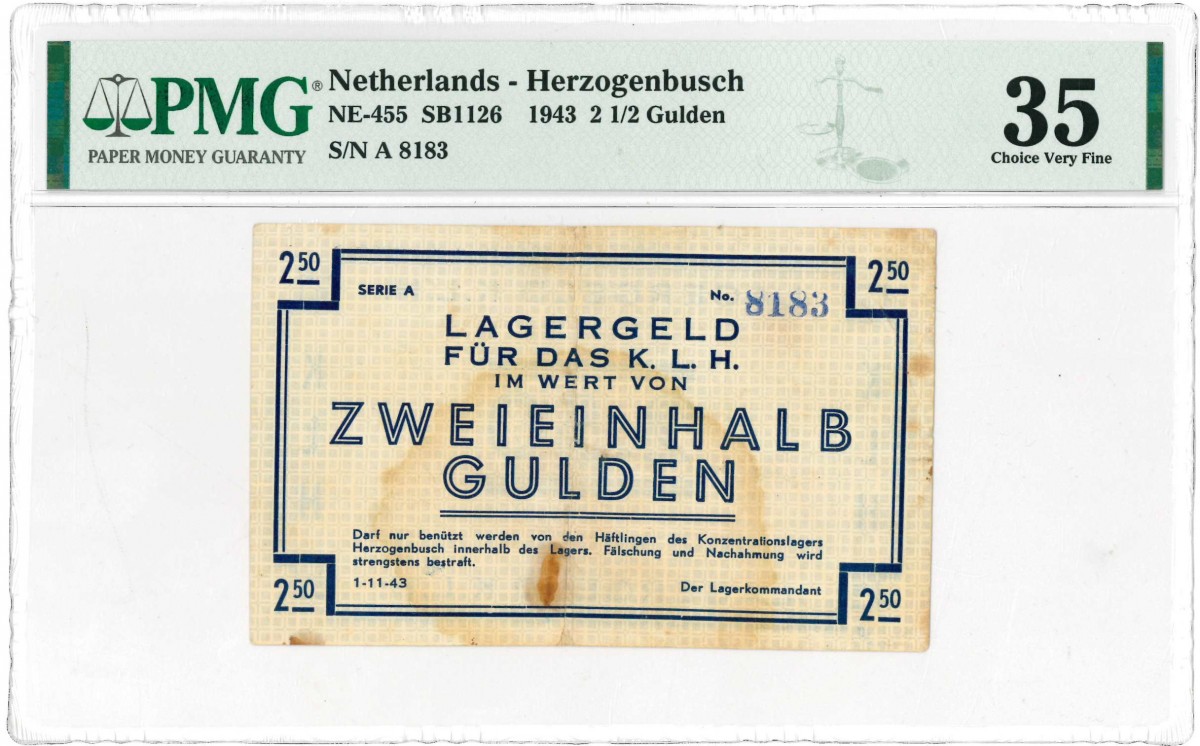 PMG®
PAPER MONEY GUARANTY
Netherlands - Herzogenbusch
NE-455 SB1126 1943 2 1/2 Gulden
S/N A 8183
35
Choice Very Fine
2 50
2 50
SERIE A
No. 8183
LAGERGELD
FÜR DAS K. L. H.
IM WERT VON
ZWEIEINHALB
GULDEN
Darf nur benützt werden von den Häftlingen des Konzentrationslagers
Herzogenbusch innerhalb des Lagers. Fälschung und Nachahmung wird
strengstens bestraft.
1-11-43
Der Lagerkommandant
2 50
2 50